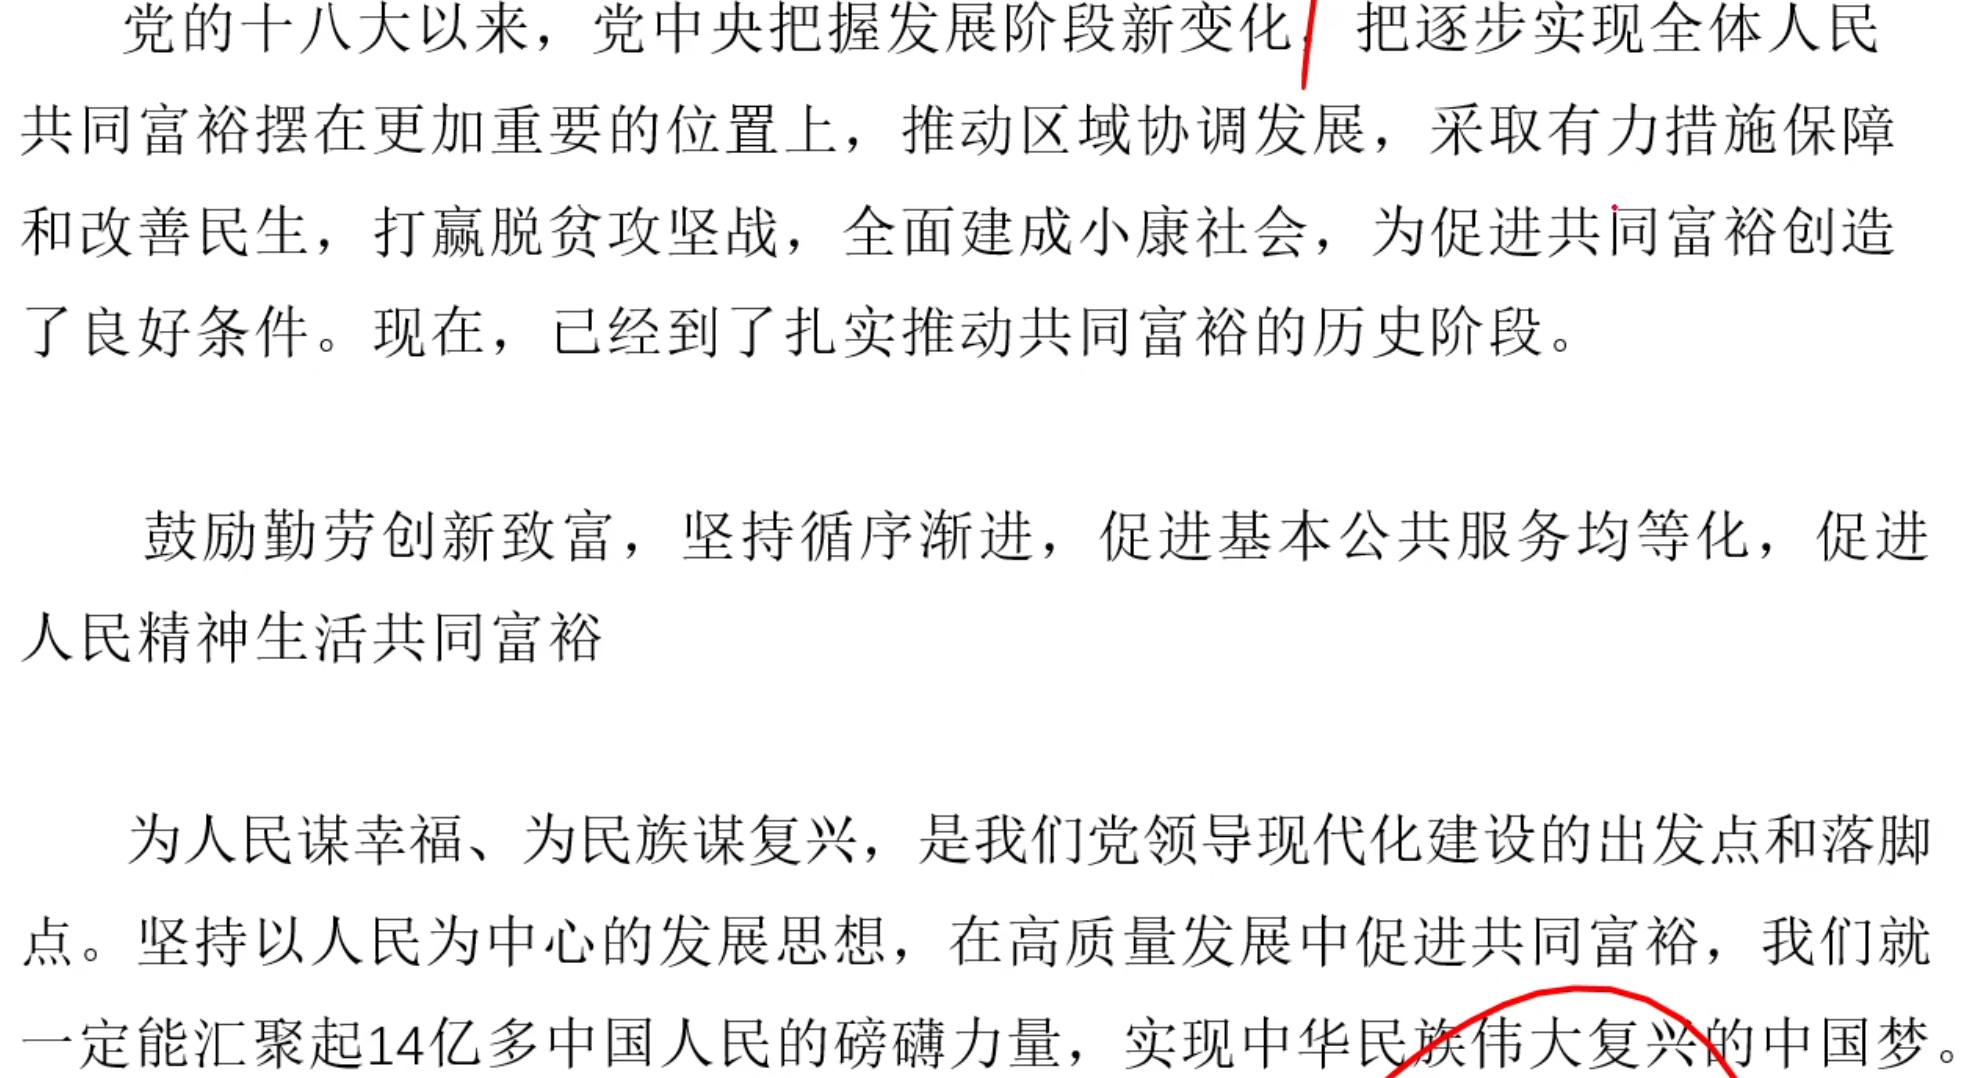 党的十八大以来，党中央把握发展阶段新变化，把逐步实现全体人民
共同富裕摆在更加重要的位置上，推动区域协调发展，采取有力措施保障
和改善民生，打赢脱贫攻坚战，全面建成小康社会，为促进共同富裕创造
了良好条件。现在，已经到了扎实推动共同富裕的历史阶段。
鼓励勤劳创新致富，坚持循序渐进，促进基本公共服务均等化，促进
人民精神生活共同富裕
为人民谋幸福、为民族谋复兴，是我们党领导现代化建设的出发点和落脚
点。坚持以人民为中心的发展思想，在高质量发展中促进共同富裕，我们就
一定能汇聚起14亿多中国人民的磅礴力量，实现中华民族伟大复兴的中国梦。